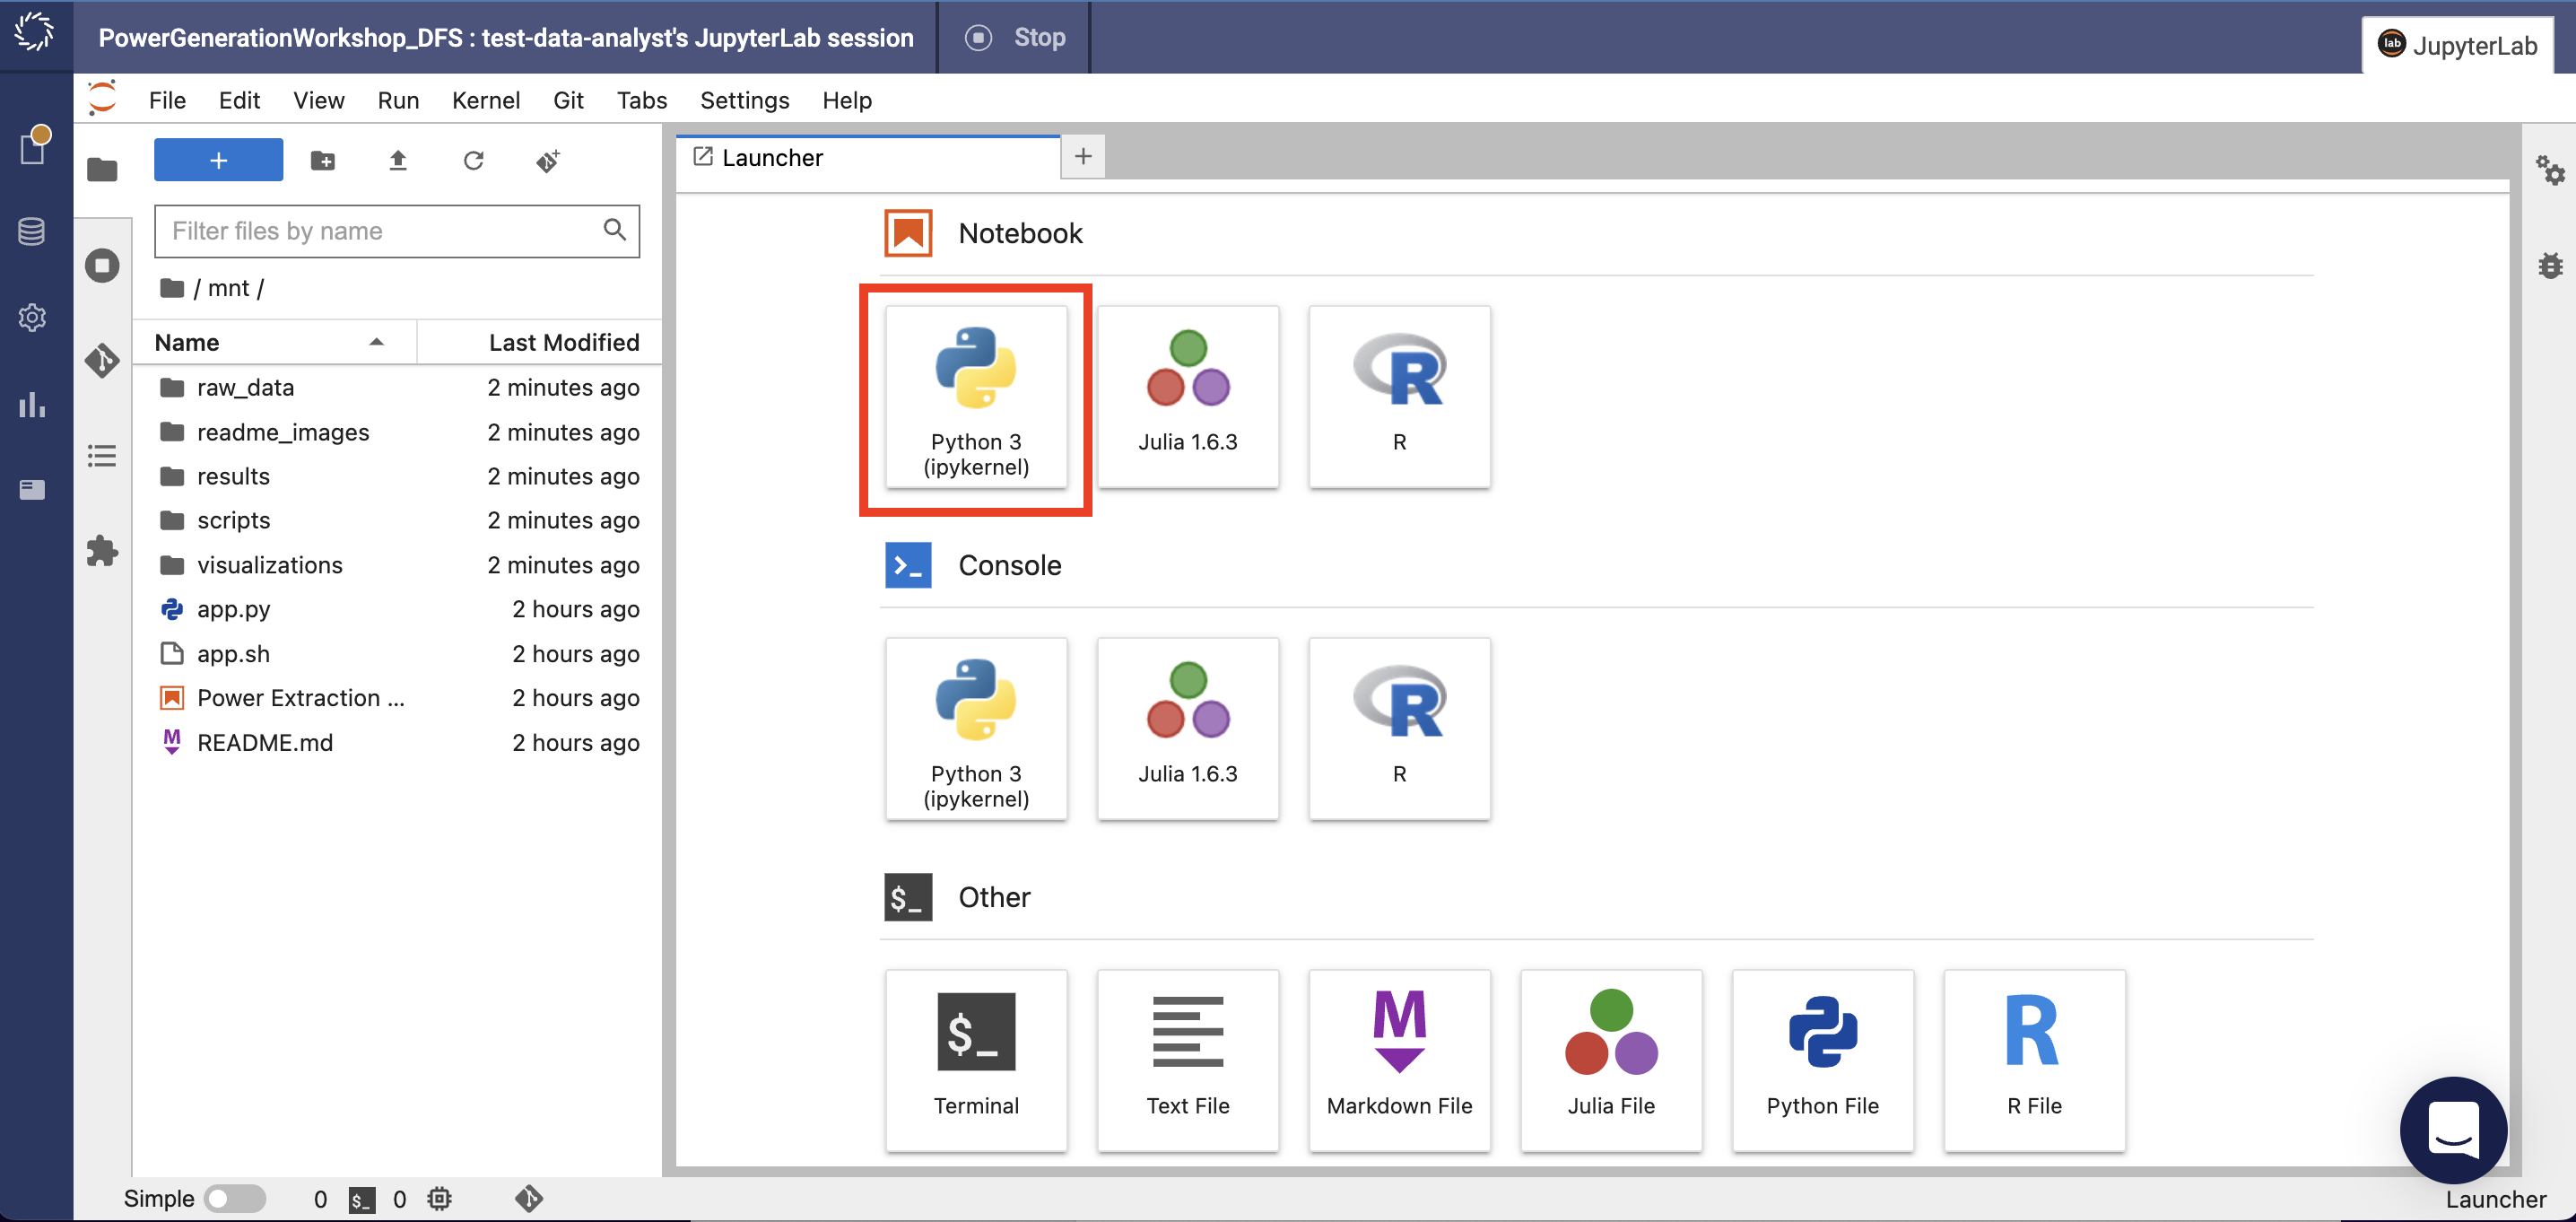 PowerGenerationWorkshop_DFS : test-data-analyst's JupyterLab session
Stop
lab JupyterLab
File Edit View Run Kernel Git Tabs Settings Help
+
Launcher
+
Filter files by name
/ mnt /
Name Last Modified
raw_data 2 minutes ago
readme_images 2 minutes ago
results 2 minutes ago
scripts 2 minutes ago
visualizations 2 minutes ago
app.py 2 hours ago
app.sh 2 hours ago
Power Extraction ... 2 hours ago
M README.md 2 hours ago
Notebook
Python 3
(ipykernel)
Julia 1.6.3
R
R
Console
Python 3
(ipykernel)
Julia 1.6.3
R
R
$_ Other
$_
Terminal
Text File
M
Markdown File
Julia File
Python File
R
R File
Simple 0 $_ 0
Launcher